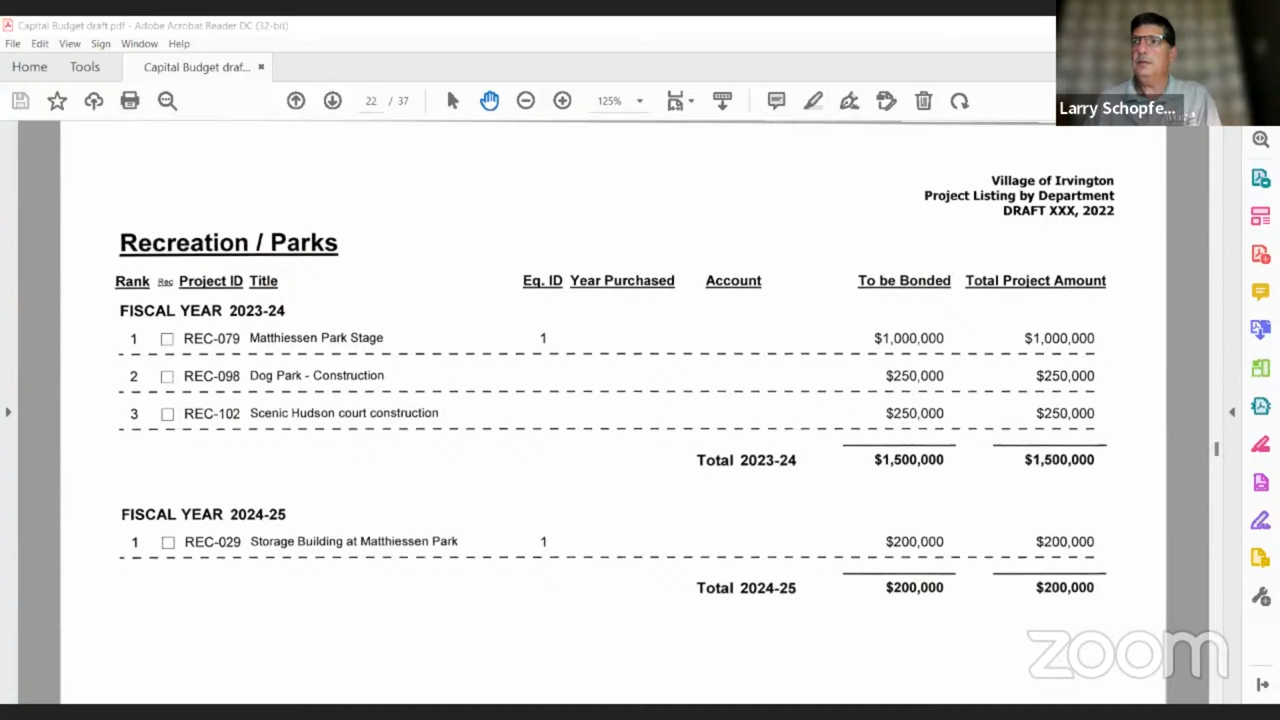 Capital Budget draft.pdf - Adobe Acrobat Reader DC (32-bit)
File Edit View Sign Window Help
Home Tools Capital Budget draf... ×
22 / 37 125%
Larry Schopfe...
Village of Irvington
Project Listing by Department
DRAFT XXX, 2022
Recreation / Parks
Rank Rec Project ID Title Eq. ID Year Purchased Account To be Bonded Total Project Amount
FISCAL YEAR 2023-24
1 REC-079 Matthiessen Park Stage 1 $1,000,000 $1,000,000
2 REC-098 Dog Park - Construction $250,000 $250,000
3 REC-102 Scenic Hudson court construction $250,000 $250,000
Total 2023-24 $1,500,000 $1,500,000
FISCAL YEAR 2024-25
1 REC-029 Storage Building at Matthiessen Park 1 $200,000 $200,000
Total 2024-25 $200,000 $200,000
zoom